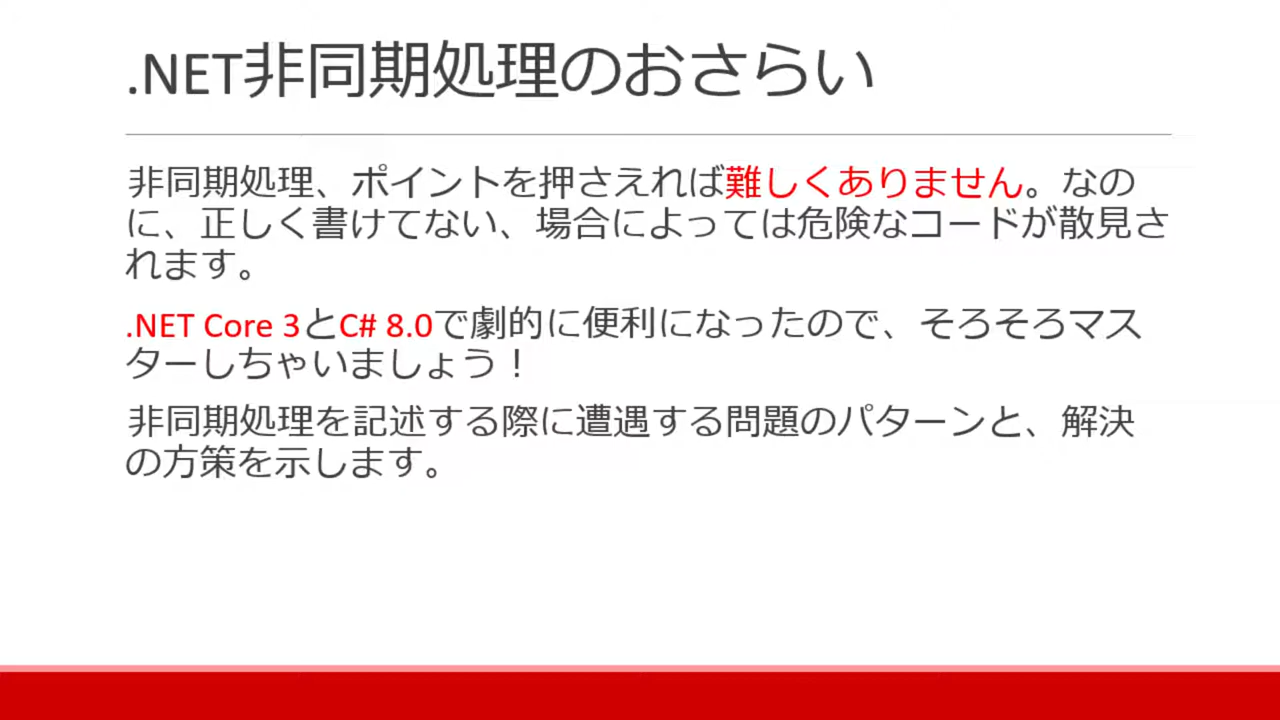 .NET非同期処理のおさらい
非同期処理、ポイントを押さえれば難しくありません。なの
に、正しく書けてない、場合によっては危険なコードが散見さ
れます。
.NET Core 3とC# 8.0で劇的に便利になったので、そろそろマス
ターしちゃいましょう！
非同期処理を記述する際に遭遇する問題のパターンと、解決
の方策を示します。